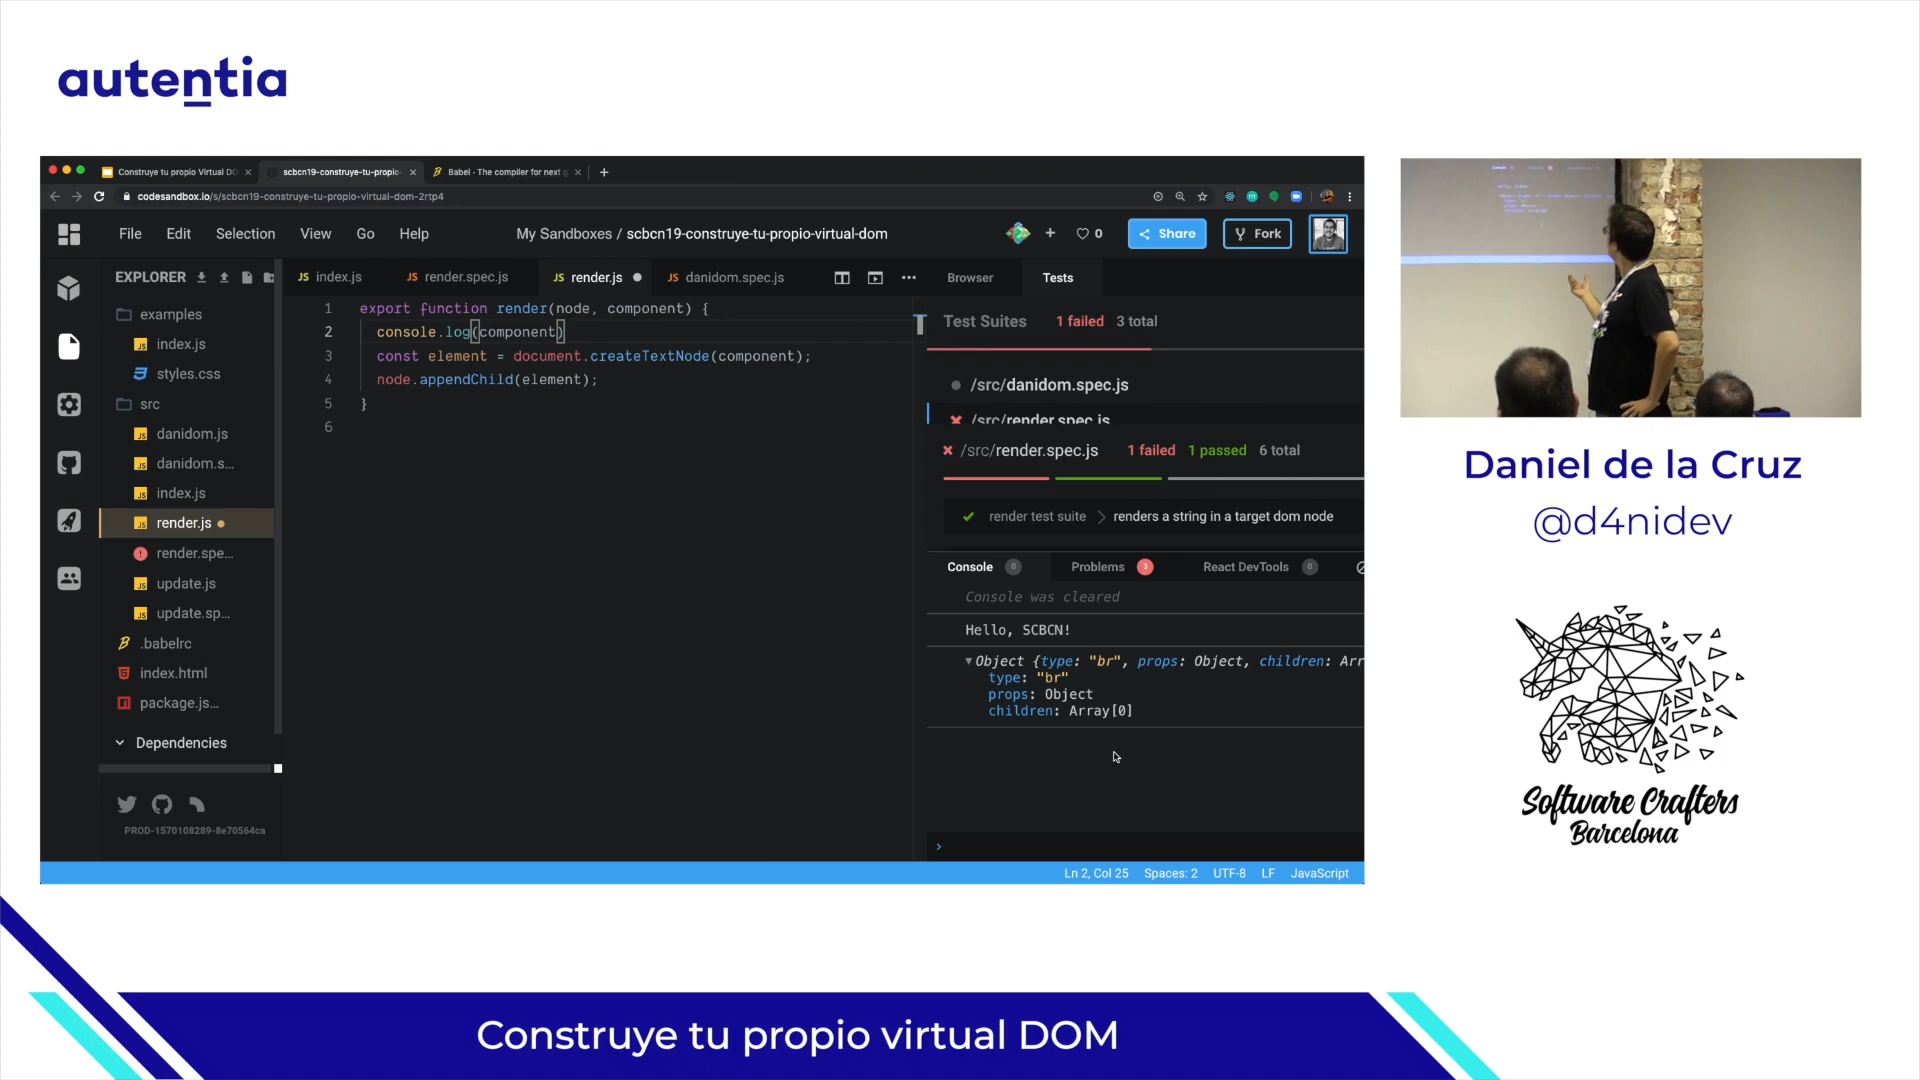 autentia
Construye tu propio Virtual DO
scbcn19-construye-tu-propio-
Babel · The compiler for next g
codesandbox.io/s/scbcn19-construye-tu-propio-virtual-dom-2rtp4
File Edit Selection View Go Help
My Sandboxes / scbcn19-construye-tu-propio-virtual-dom
0
Share
Fork
EXPLORER
examples
index.js
styles.css
src
danidom.js
danidom.s...
index.js
render.js
render.spe...
update.js
update.sp...
.babelrc
index.html
package.js...
Dependencies
PROD-1570108289-8e70564ca
JS index.js
JS render.spec.js
JS render.js
JS danidom.spec.js
1 export function render(node, component) {
2 console.log(component)
3 const element = document.createTextNode(component);
4 node.appendChild(element);
5 }
6
Browser
Tests
Test Suites 1 failed 3 total
/src/danidom.spec.js
/src/render.spec.js
/src/render.spec.js 1 failed 1 passed 6 total
render test suite > renders a string in a target dom node
Console 0 Problems 3 React DevTools 0
Console was cleared
Hello, SCBCN!
Object {type: "br", props: Object, children: Arr
type: "br"
props: Object
children: Array[0]
›
Ln 2, Col 25 Spaces: 2 UTF-8 LF JavaScript
Daniel de la Cruz
@d4nidev
Software Crafters
Barcelona
Construye tu propio virtual DOM